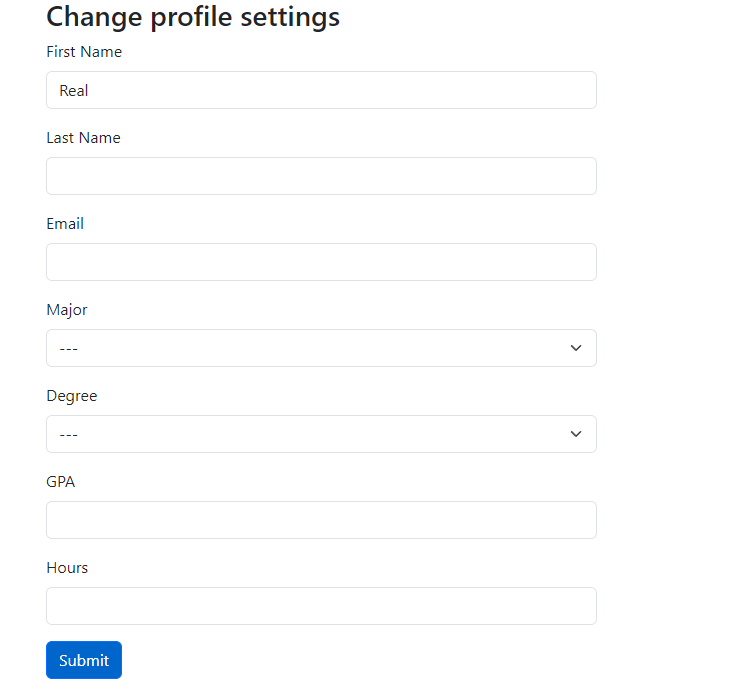 Change profile settings
First Name
Real
Last Name
Email
Major
---
Degree
---
GPA
Hours
Submit